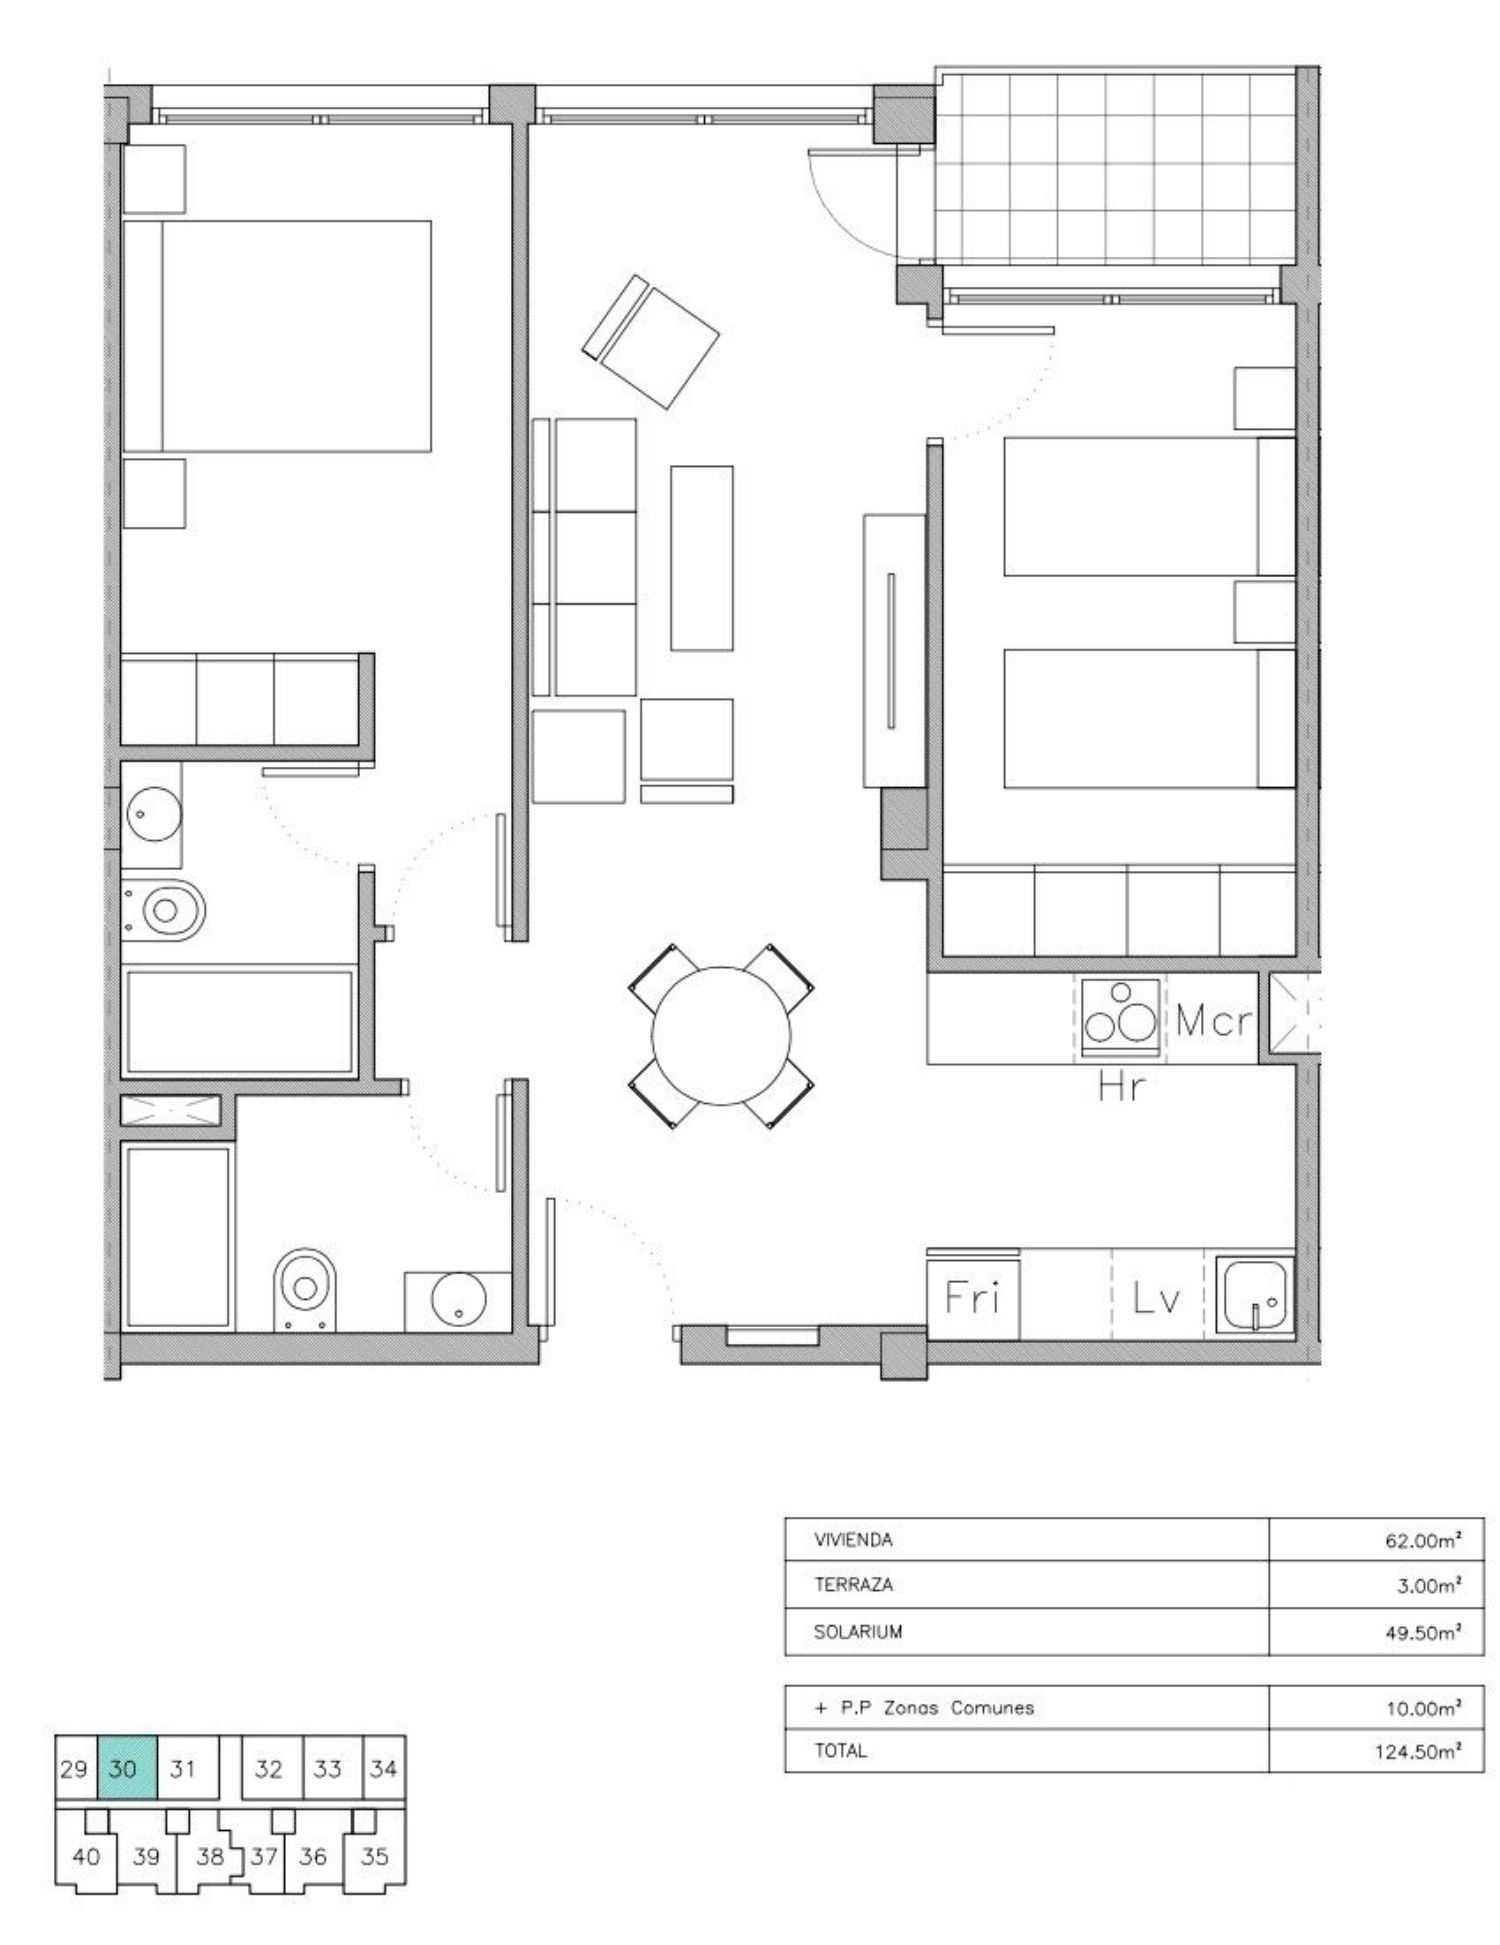 Mcr
Hr
Fri
Lv
VIVIENDA 62.00m²
TERRAZA 3.00m²
SOLARIUM 49.50m²
+ P.P Zonas Comunes 10.00m²
TOTAL 124.50m²
29 30 31 32 33 34
40 39 38 37 36 35